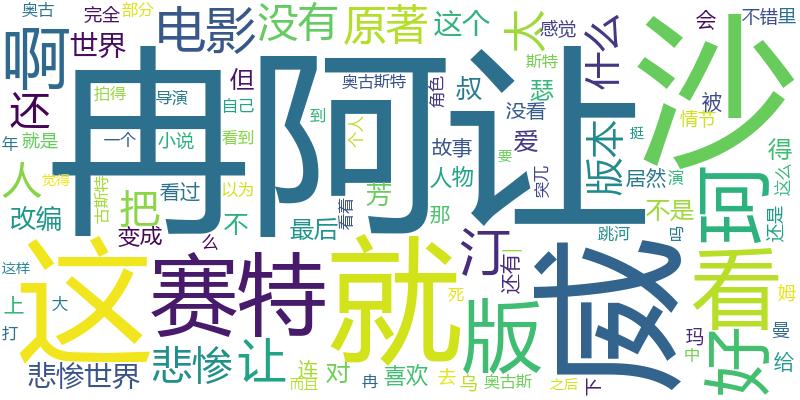 奥古
完全
部分
电影
没有
原著
这个
太
感觉
什么
会
不错
里
啊
世界
冉阿让
沙
但
拍得
导演
奥古斯特
角色
叔
瑟
斯特
没看
被
情节
还
年
就是
一个
小说
自己
看到
到
个人
故事
爱
要
突兀
版本
挺
居然
演
这么
得
人
觉得
古斯特
把
看过
以为
看着
芳
人物
那
不是
珂
还是
改编
变成
不
么
最后
汀
还有
一
跳河
吗
这样
这
赛特
就
威
看
姆
上
大
打
死
版
玛
中
好
曼
给
悲惨世界
悲惨
让
连
而且
对
冉
喜欢
去
乌
奥古斯
之后
下